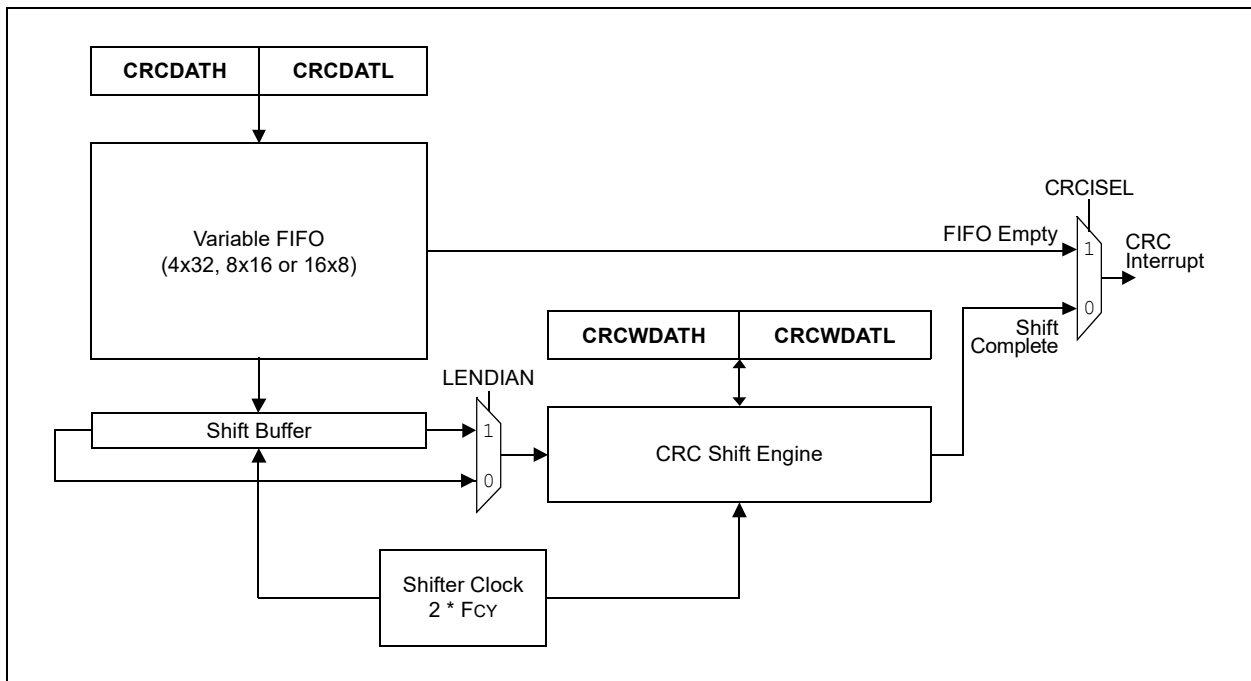 CRCDATH
CRCDATL
Variable FIFO
(4x32, 8x16 or 16x8)
CRCISEL
FIFO Empty
1
CRC
Interrupt
0
Shift
Complete
CRCWDATH
CRCWDATL
LENDIAN
Shift Buffer
1
0
CRC Shift Engine
Shifter Clock
2 * FCY